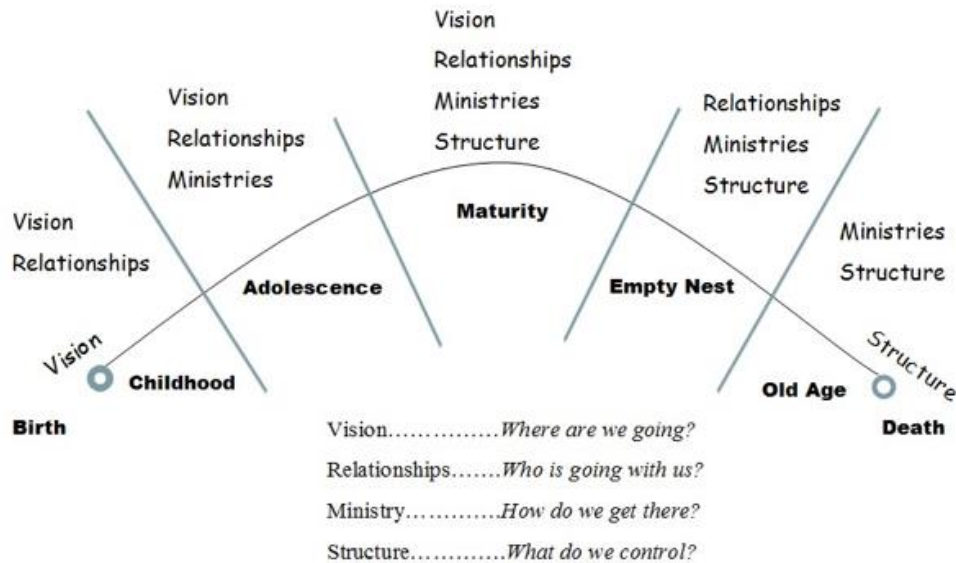 Vision
Relationships
Ministries
Structure
Vision
Relationships
Ministries
Relationships
Ministries
Structure
Vision
Relationships
Ministries
Structure
Maturity
Adolescence
Empty Nest
Vision
Structure
Childhood
Old Age
Birth
Death
Vision……………Where are we going?
Relationships…….Who is going with us?
Ministry………….How do we get there?
Structure…………What do we control?